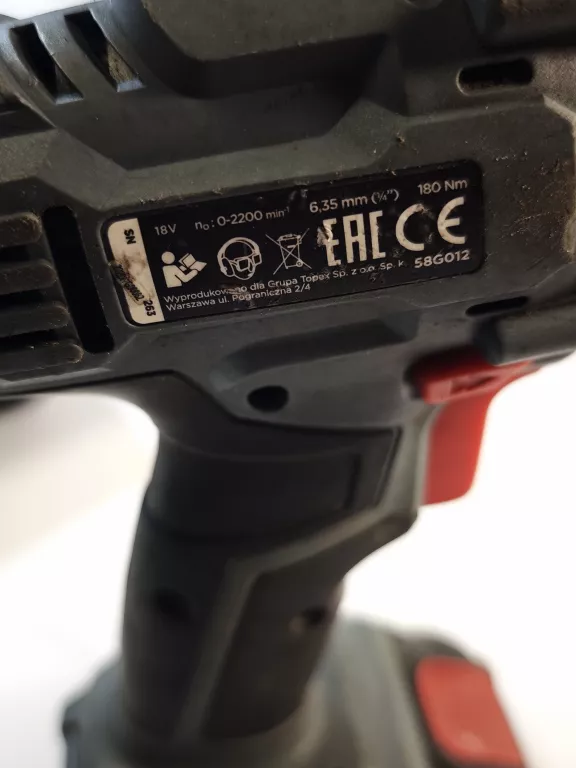 18V n₀: 0-2200 min⁻¹ 6,35 mm (¼") 180 Nm
SN
263
EAC CE
58G012
Wyprodukowano dla Grupa Topex Sp. z o.o. Sp. k.
Warszawa ul. Pograniczna 2/4